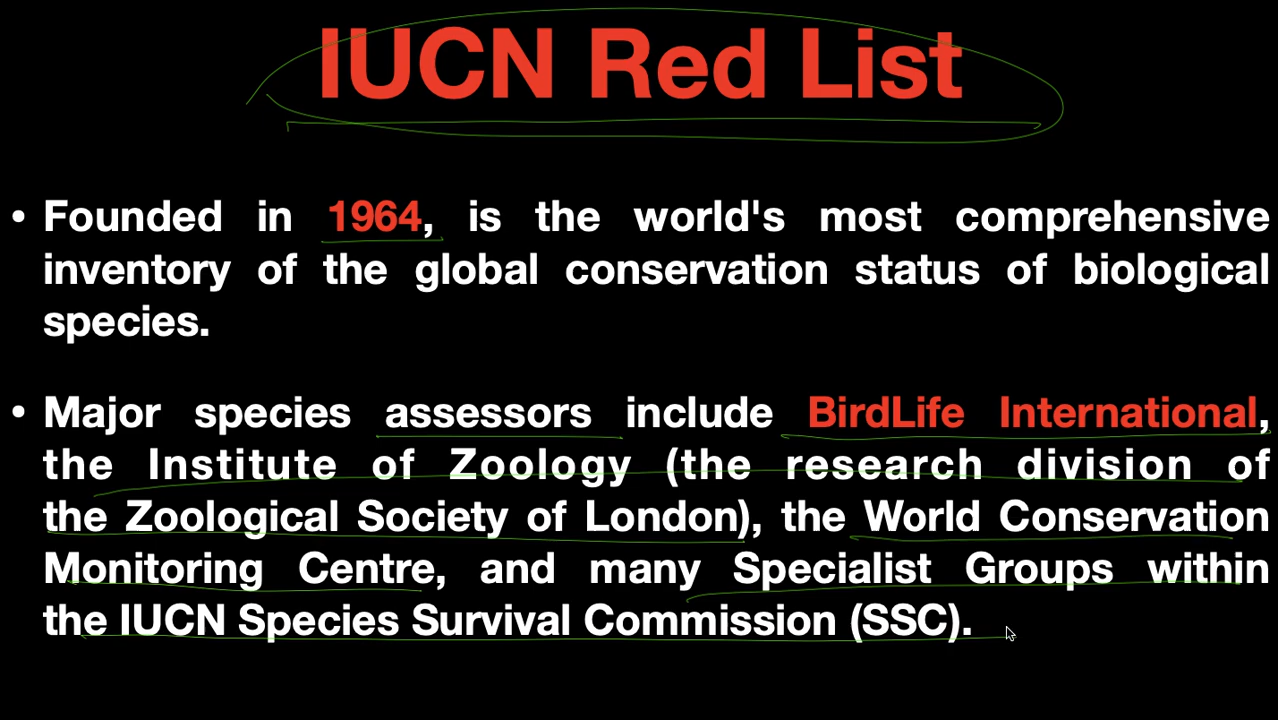 IUCN Red List
• Founded in 1964, is the world's most comprehensive
inventory of the global conservation status of biological
species.
• Major species assessors include BirdLife International,
the Institute of Zoology (the research division of
the Zoological Society of London), the World Conservation
Monitoring Centre, and many Specialist Groups within
the IUCN Species Survival Commission (SSC).